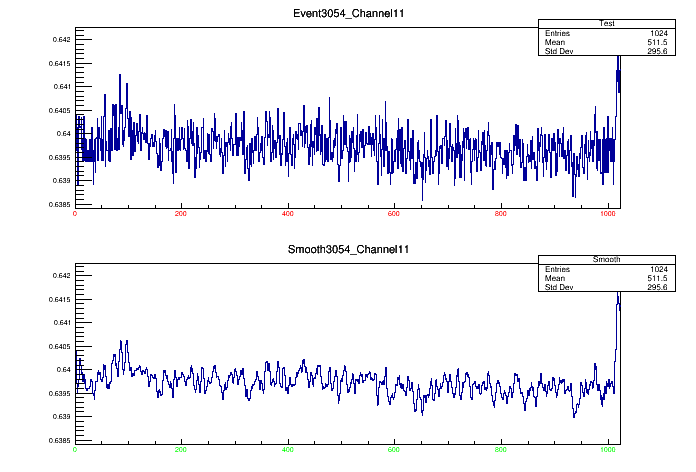 Event3054_Channel11
Test
Entries 1024
Mean 511.5
Std Dev 295.6
0.642
0.6415
0.641
0.6405
0.64
0.6395
0.639
0.6385
0 200 400 600 800 1000
Smooth3054_Channel11
Smooth
Entries 1024
Mean 511.5
Std Dev 295.6
0.642
0.6415
0.641
0.6405
0.64
0.6395
0.639
0.6385
0 200 400 600 800 1000